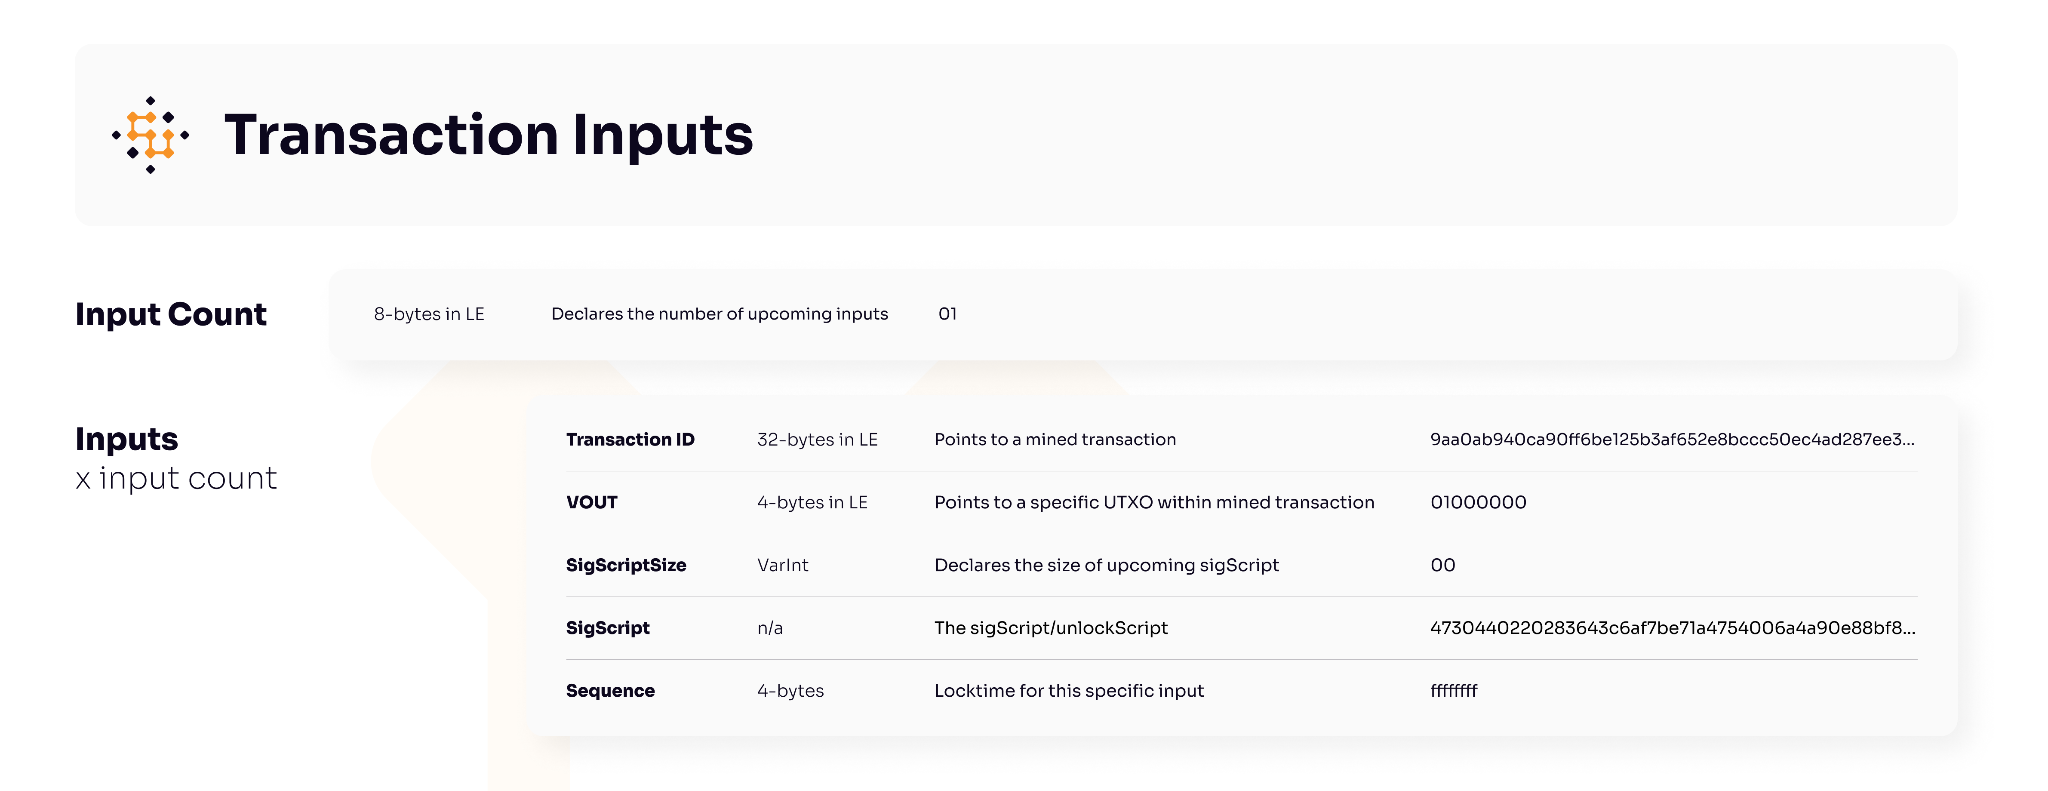 Transaction Inputs
Input Count 8-bytes in LE Declares the number of upcoming inputs 01
Inputs
x input count
Transaction ID 32-bytes in LE Points to a mined transaction 9aa0ab940ca90ff6be125b3af652e8bccc50ec4ad287ee3...
VOUT 4-bytes in LE Points to a specific UTXO within mined transaction 01000000
SigScriptSize VarInt Declares the size of upcoming sigScript 00
SigScript n/a The sigScript/unlockScript 4730440220283643c6af7be71a4754006a4a90e88bf8...
Sequence 4-bytes Locktime for this specific input ffffffff